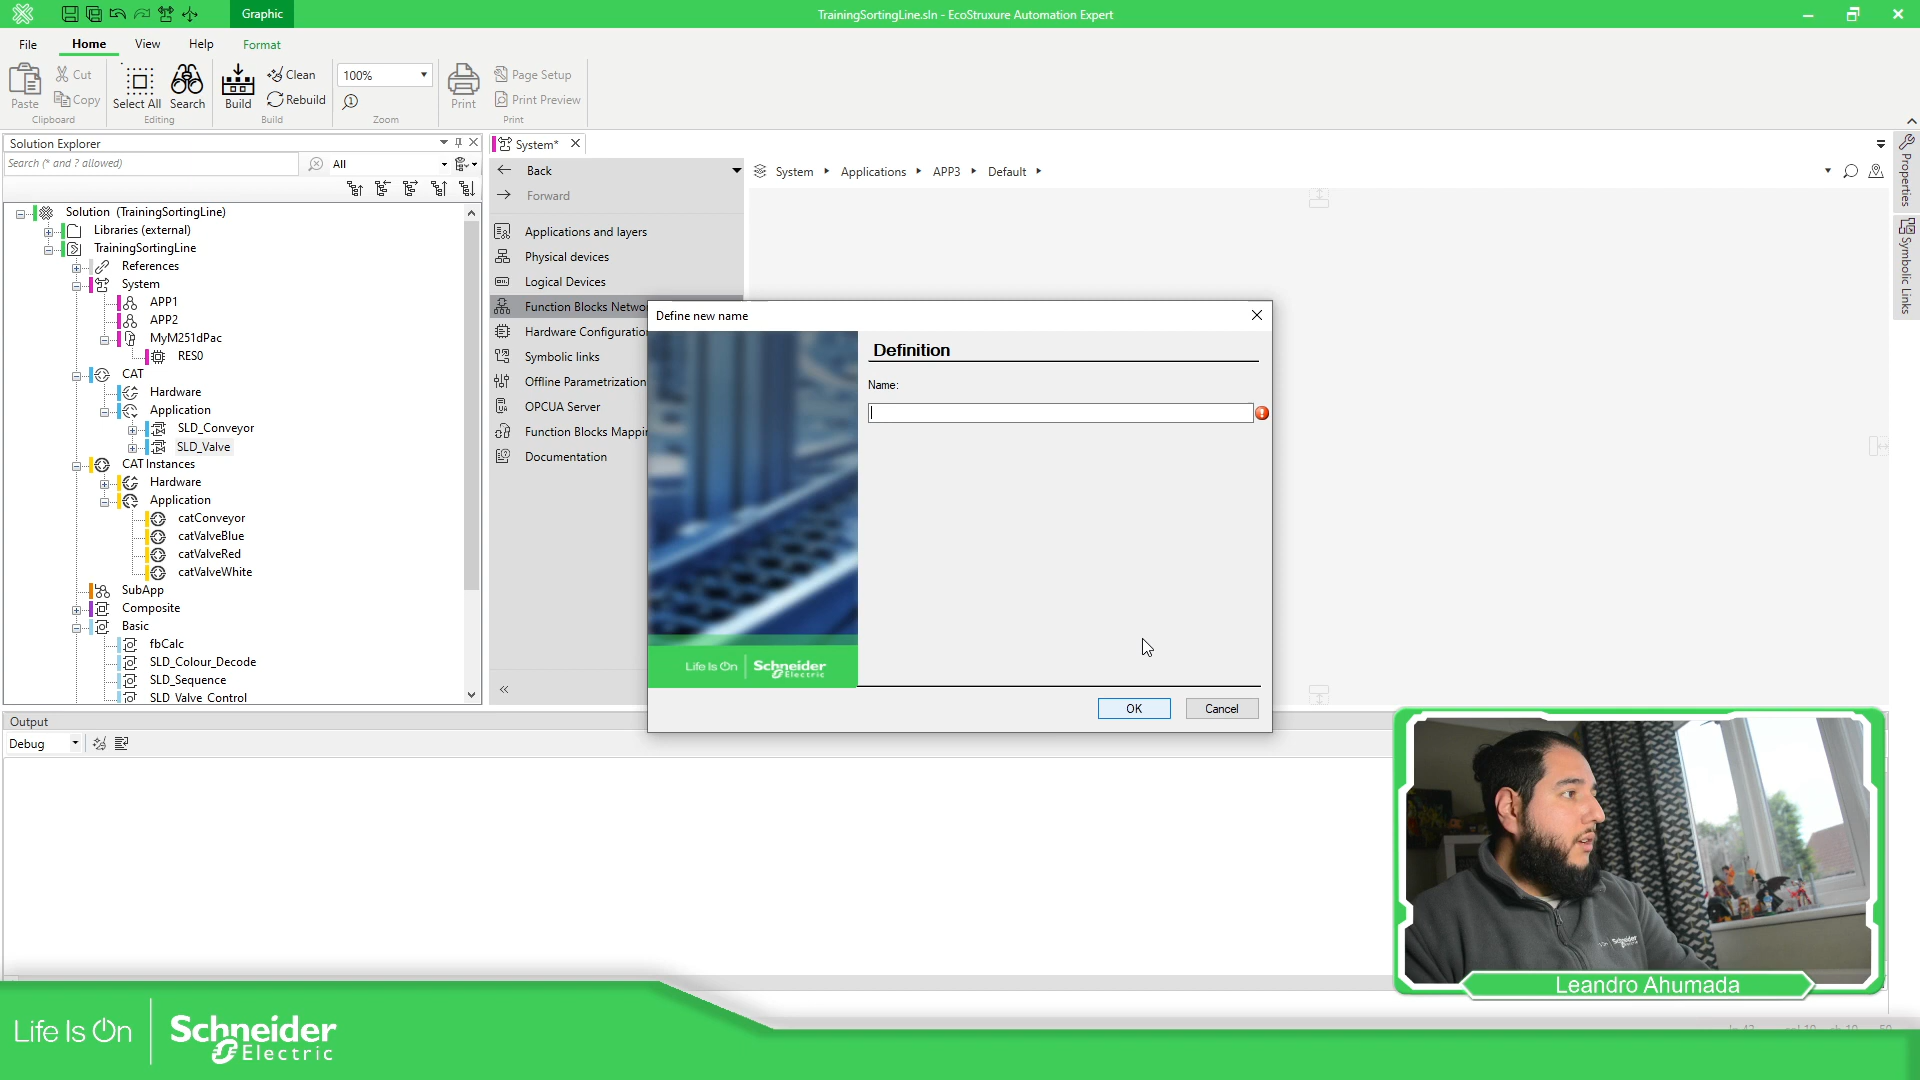 Graphic
TrainingSortingLine.sln - EcoStruxure Automation Expert
File
Home
View
Help
Format
Paste
Cut
Copy
Clipboard
Select All
Search
Editing
Build
Clean
Rebuild
Build
100%
Zoom
Print
Page Setup
Print Preview
Print
Solution Explorer
Search (* and ? allowed)
All
Solution (TrainingSortingLine)
Libraries (external)
TrainingSortingLine
References
System
APP1
APP2
MyM251dPac
RES0
CAT
Hardware
Application
SLD_Conveyor
SLD_Valve
CAT Instances
Hardware
Application
catConveyor
catValveBlue
catValveRed
catValveWhite
SubApp
Composite
Basic
fbCalc
SLD_Colour_Decode
SLD_Sequence
SLD Valve Control
System*
Back
Forward
Applications and layers
Physical devices
Logical Devices
Function Blocks Netwo
Hardware Configuratio
Symbolic links
Offline Parametrization
OPCUA Server
Function Blocks Mappi
Documentation
System
Applications
APP3
Default
Properties
Symbolic Links
Define new name
Definition
Name:
Life Is On
Schneider
Electric
OK
Cancel
Output
Debug
Life Is On
Schneider
Electric
Schneider
Leandro Ahumada